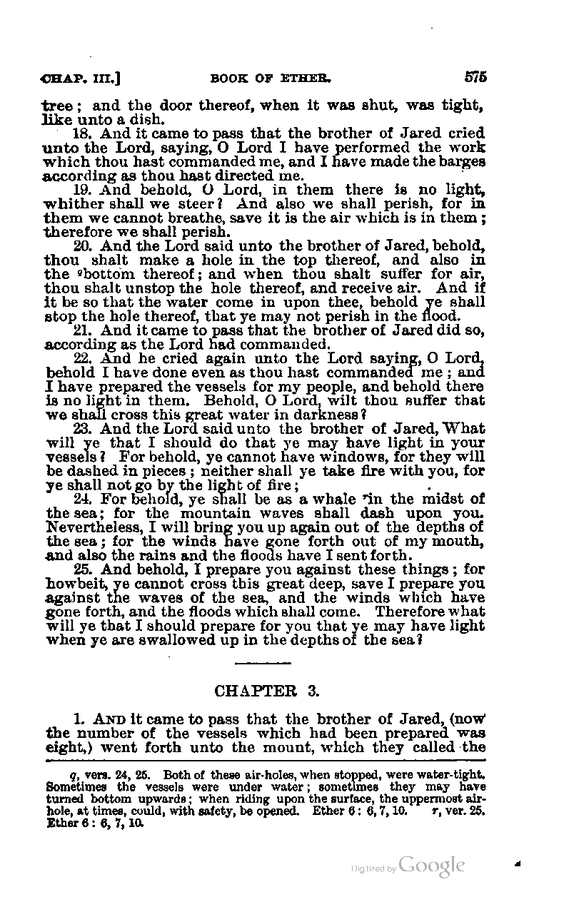 CHAP. III.] BOOK OF ETHER. 575
tree; and the door thereof, when it was shut, was tight,
like unto a dish.
18. And it came to pass that the brother of Jared cried
unto the Lord, saying, O Lord I have performed the work
which thou hast commanded me, and I have made the barges
according as thou hast directed me.
19. And behold, O Lord, in them there is no light,
whither shall we steer? And also we shall perish, for in
them we cannot breathe, save it is the air which is in them;
therefore we shall perish.
20. And the Lord said unto the brother of Jared, behold,
thou shalt make a hole in the top thereof, and also in
the qbottom thereof; and when thou shalt suffer for air,
thou shalt unstop the hole thereof, and receive air. And if
it be so that the water come in upon thee, behold ye shall
stop the hole thereof, that ye may not perish in the flood.
21. And it came to pass that the brother of Jared did so,
according as the Lord had commanded.
22. And he cried again unto the Lord saying, O Lord,
behold I have done even as thou hast commanded me; and
I have prepared the vessels for my people, and behold there
is no light in them. Behold, O Lord, wilt thou suffer that
we shall cross this great water in darkness?
23. And the Lord said unto the brother of Jared, What
will ye that I should do that ye may have light in your
vessels? For behold, ye cannot have windows, for they will
be dashed in pieces; neither shall ye take fire with you, for
ye shall not go by the light of fire;
24. For behold, ye shall be as a whale rin the midst of
the sea; for the mountain waves shall dash upon you.
Nevertheless, I will bring you up again out of the depths of
the sea; for the winds have gone forth out of my mouth,
and also the rains and the floods have I sent forth.
25. And behold, I prepare you against these things; for
howbeit, ye cannot cross this great deep, save I prepare you
against the waves of the sea, and the winds which have
gone forth, and the floods which shall come. Therefore what
will ye that I should prepare for you that ye may have light
when ye are swallowed up in the depths of the sea?
CHAPTER 3.
1. AND it came to pass that the brother of Jared, (now
the number of the vessels which had been prepared was
eight,) went forth unto the mount, which they called the
q, vers. 24, 25. Both of these air-holes, when stopped, were water-tight.
Sometimes the vessels were under water; sometimes they may have
turned bottom upwards; when riding upon the surface, the uppermost air-
hole, at times, could, with safety, be opened. Ether 6: 6, 7, 10. r, ver. 25.
Ether 6: 6, 7, 10.
Digitized by Google